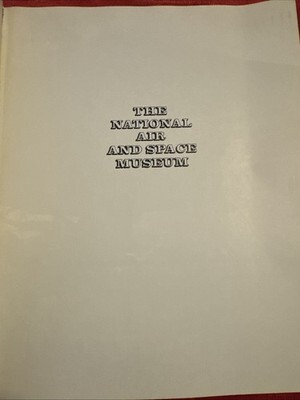 THE
NATIONAL
AIR
AND SPACE
MUSEUM